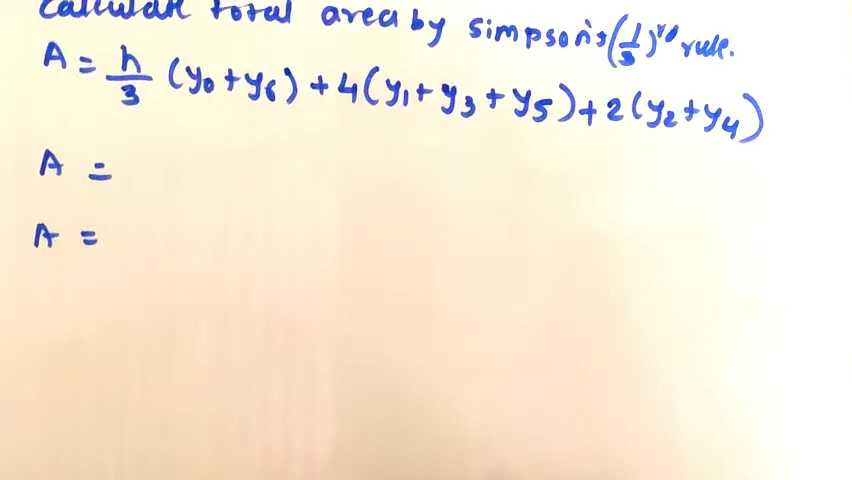 calculate total area by simpson's (1/3)rd rule.
A = h/3 (y₀+y₆) + 4(y₁+y₃+y₅)+2(y₂+y₄)
A =
A =